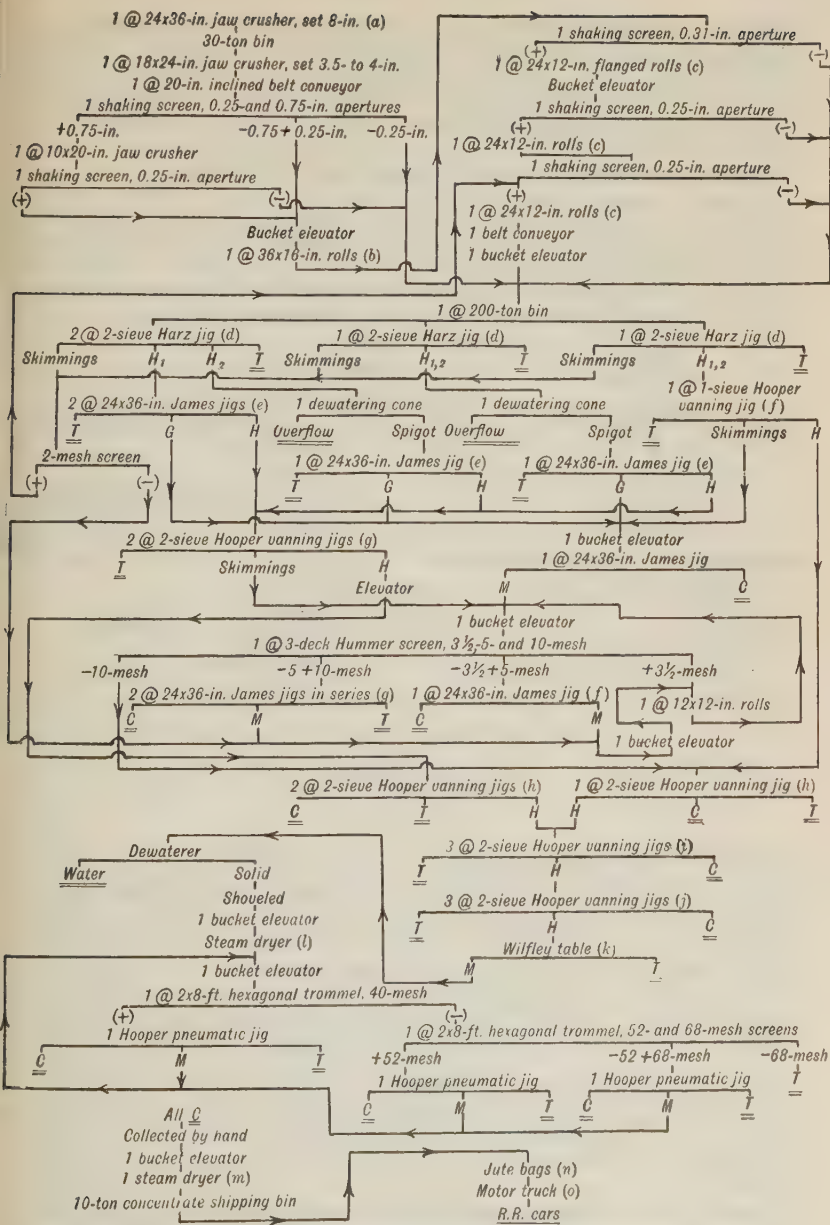 1 @ 24x36-in. jaw crusher, set 8-in. (a)
30-ton bin
1 @ 18x24-in. jaw crusher, set 3.5- to 4-in.
1 @ 20-in. inclined belt conveyor
1 shaking screen, 0.25-and 0.75-in. apertures
+0.75-in. -0.75+0.25-in. -0.25-in.
1 @ 10x20-in. jaw crusher
1 shaking screen, 0.25-in. aperture
(+) (-)
Bucket elevator
1 @ 36x16-in. rolls (b)
1 shaking screen, 0.31-in. aperture
(+) (-)
1 @ 24x12-in. flanged rolls (c)
Bucket elevator
1 shaking screen, 0.25-in. aperture
(+) (-)
1 @ 24x12-in. rolls (c)
1 shaking screen, 0.25-in. aperture
(+) (-)
1 @ 24x12-in. rolls (c)
1 belt conveyor
1 bucket elevator
1 @ 200-ton bin
2 @ 2-sieve Harz jig (d) 1 @ 2-sieve Harz jig (d) 1 @ 2-sieve Harz jig (d)
Skimmings H1 H2 T Skimmings H1,2 T Skimmings H1,2 T
2 @ 24x36-in. James jigs (e) 1 dewatering cone 1 dewatering cone 1 @ 1-sieve Hooper vanning jig (f)
T G H Overflow Spigot Overflow Spigot T Skimmings H
2-mesh screen 1 @ 24x36-in. James jig (e) 1 @ 24x36-in. James jig (e)
(+) (-) T G H T G H
2 @ 2-sieve Hooper vanning jigs (g) 1 bucket elevator
T Skimmings H 1 @ 24x36-in. James jig
Elevator M C
1 bucket elevator
1 @ 3-deck Hummer screen, 3½,-5- and 10-mesh
-10-mesh -5+10-mesh -3½+5-mesh +3½-mesh
2 @ 24x36-in. James jigs in series (g) 1 @ 24x36-in. James jig (f) 1 @ 12x12-in. rolls
C M T C M 1 bucket elevator
2 @ 2-sieve Hooper vanning jigs (h) 1 @ 2-sieve Hooper vanning jig (h)
C T H H C T
Dewaterer 3 @ 2-sieve Hooper vanning jigs (i)
Water Solid T H C
Shoveled
1 bucket elevator 3 @ 2-sieve Hooper vanning jigs (j)
Steam dryer (l) T H C
1 bucket elevator Wilfley table (k)
M T
1 @ 2x8-ft. hexagonal trommel, 40-mesh
(+) (-)
1 Hooper pneumatic jig 1 @ 2x8-ft. hexagonal trommel, 52- and 68-mesh screens
C M T +52-mesh -52+68-mesh -68-mesh
1 Hooper pneumatic jig 1 Hooper pneumatic jig T
C M T C M T
All C
Collected by hand
1 bucket elevator
1 steam dryer (m)
10-ton concentrate shipping bin
Jute bags (n)
Motor truck (o)
R.R. cars